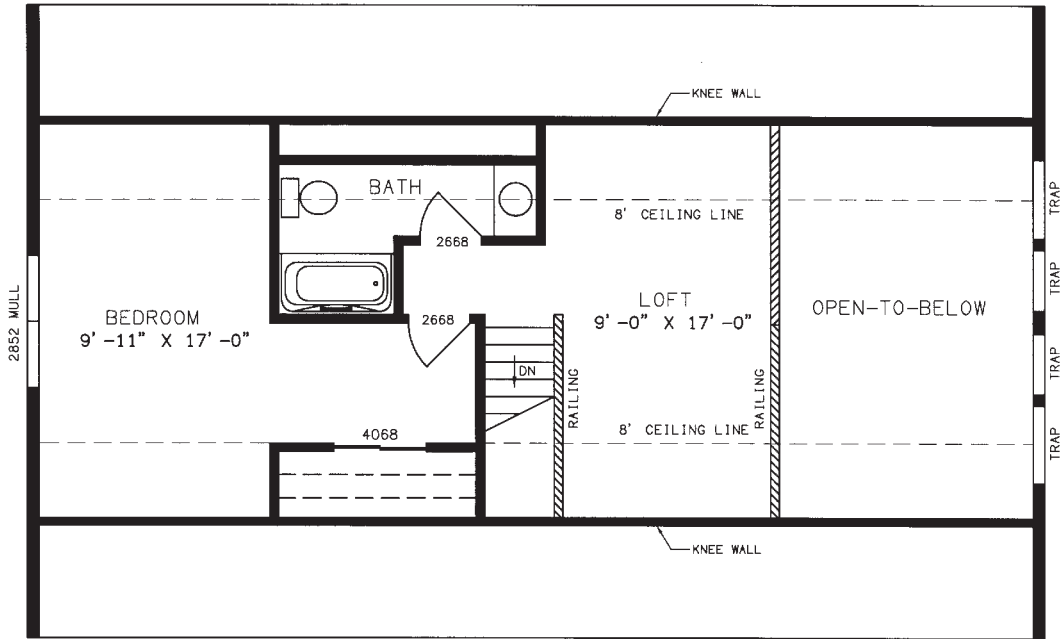 KNEE WALL
BATH
TRAP
8' CEILING LINE
2668
TRAP
LOFT
9' -0" X 17' -0"
OPEN-TO-BELOW
2852 MULL
BEDROOM
9' -11" X 17' -0"
2668
DN
RAILING
RAILING
TRAP
4068
8' CEILING LINE
TRAP
KNEE WALL